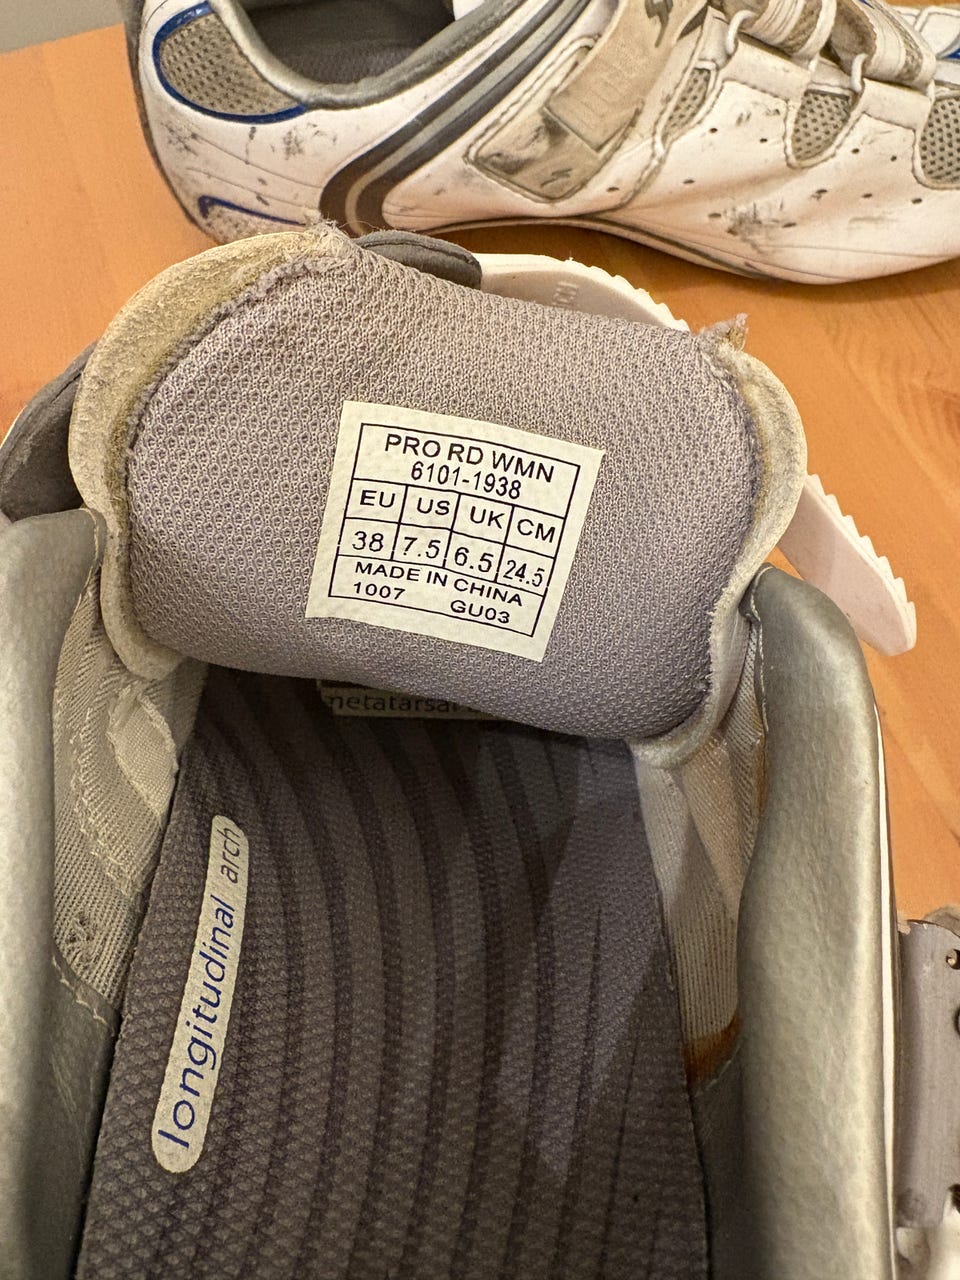 PRO RD WMN
6101-1938
EU US UK CM
38 7.5 6.5 24.5
MADE IN CHINA
1007 GU03
metatarsal
longitudinal arch